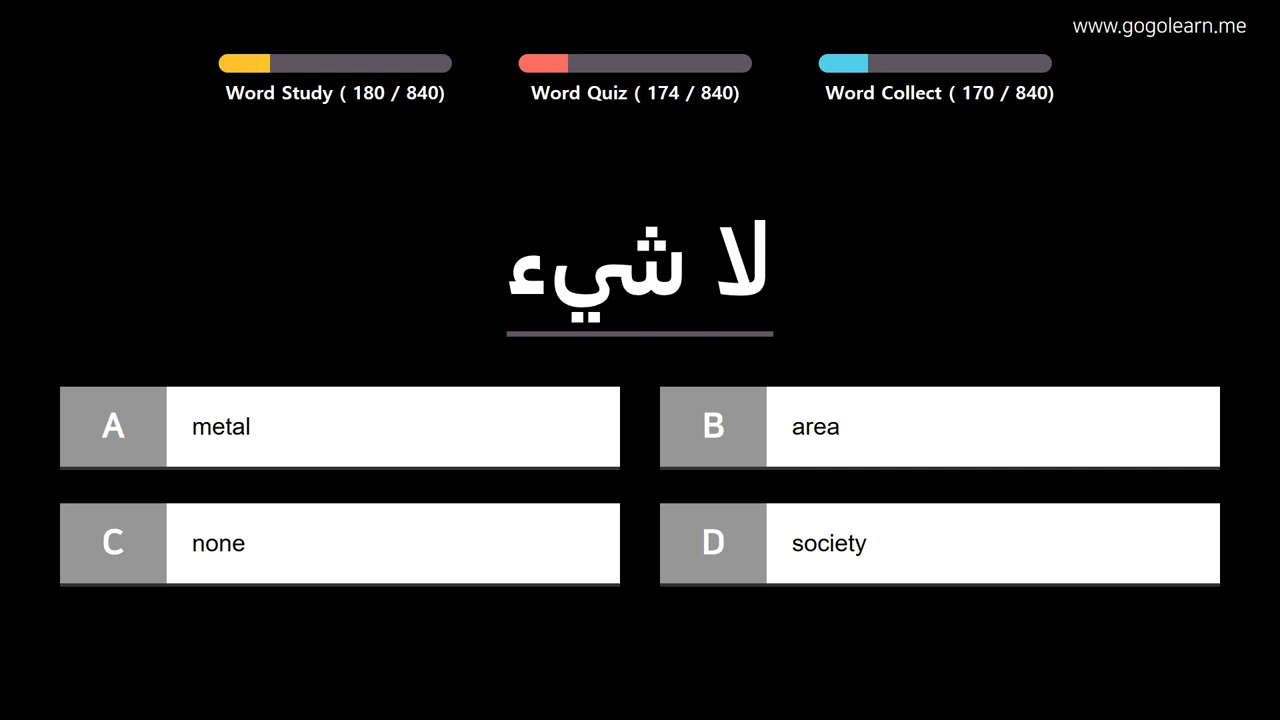 www.gogolearn.me
Word Study ( 180 / 840)
Word Quiz ( 174 / 840)
Word Collect ( 170 / 840)
لا شيء
A metal
B area
C none
D society